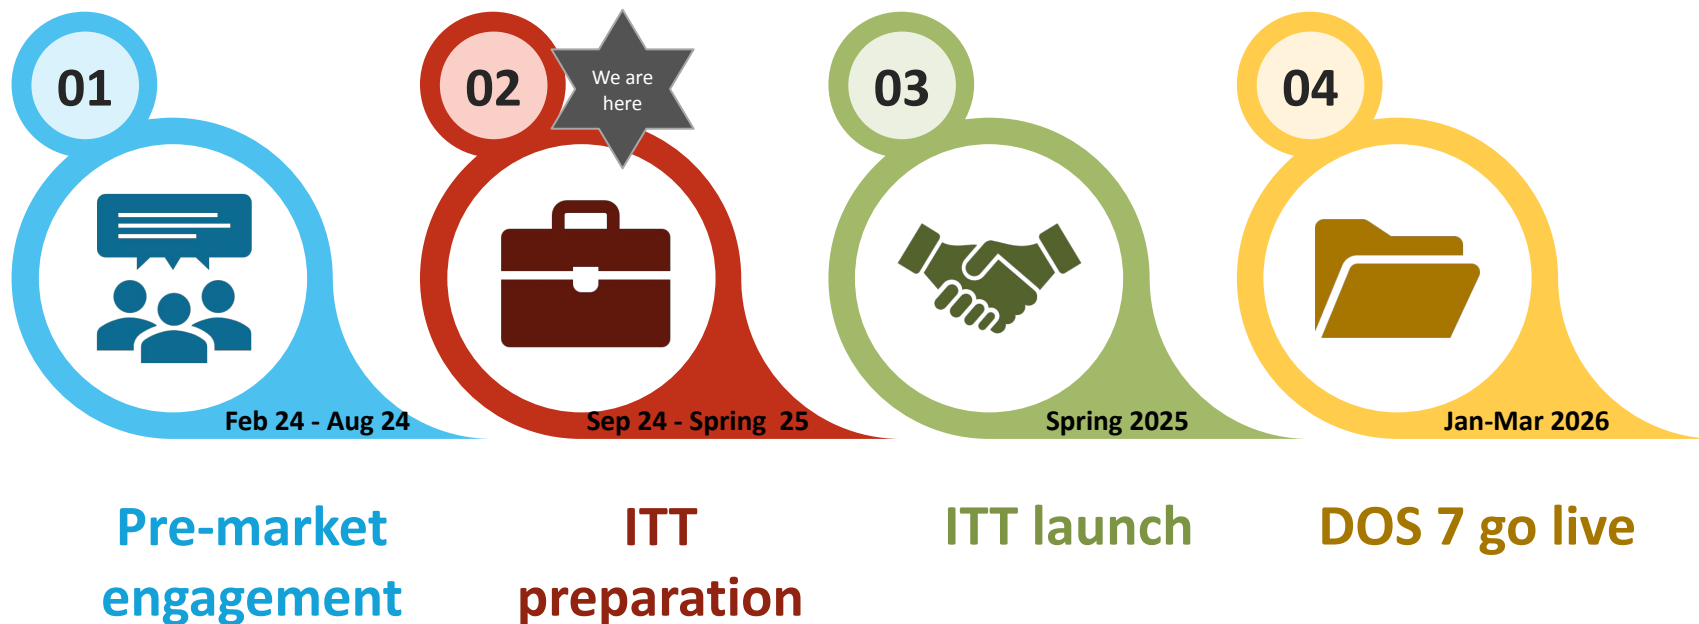 01
Feb 24 - Aug 24
Pre-market
engagement
02
We are
here
Sep 24 - Spring  25
ITT
preparation
03
Spring 2025
ITT launch
04
Jan-Mar 2026
DOS 7 go live